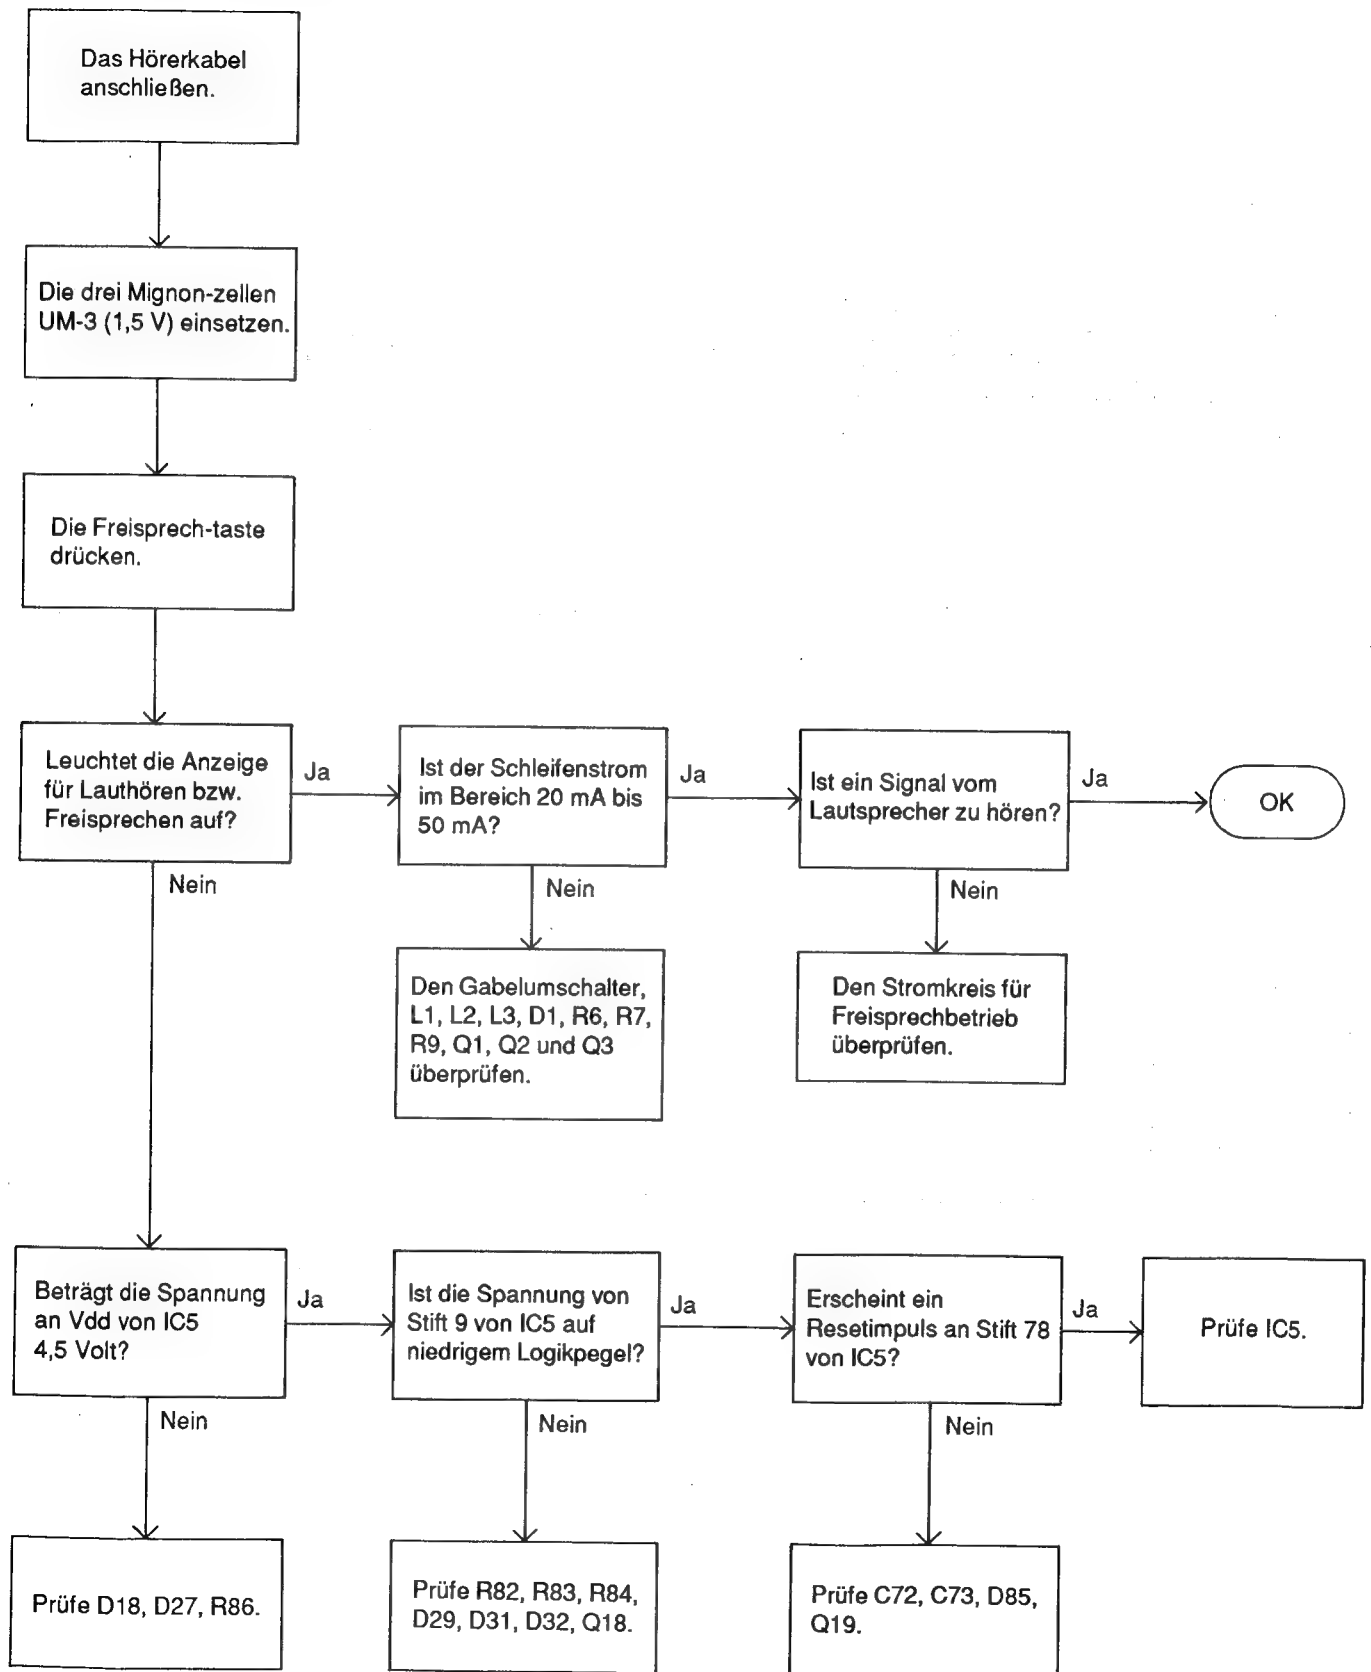 Das Hörerkabel
anschließen.
Die drei Mignon-zellen
UM-3 (1,5 V) einsetzen.
Die Freisprech-taste
drücken.
Leuchtet die Anzeige
für Lauthören bzw.
Freisprechen auf?
Ja
Ist der Schleifenstrom
im Bereich 20 mA bis
50 mA?
Ja
Ist ein Signal vom
Lautsprecher zu hören?
Ja
OK
Nein
Nein
Nein
Den Gabelumschalter,
L1, L2, L3, D1, R6, R7,
R9, Q1, Q2 und Q3
überprüfen.
Den Stromkreis für
Freisprechbetrieb
überprüfen.
Beträgt die Spannung
an Vdd von IC5
4,5 Volt?
Ja
Ist die Spannung von
Stift 9 von IC5 auf
niedrigem Logikpegel?
Ja
Erscheint ein
Resetimpuls an Stift 78
von IC5?
Ja
Prüfe IC5.
Nein
Nein
Nein
Prüfe D18, D27, R86.
Prüfe R82, R83, R84,
D29, D31, D32, Q18.
Prüfe C72, C73, D85,
Q19.